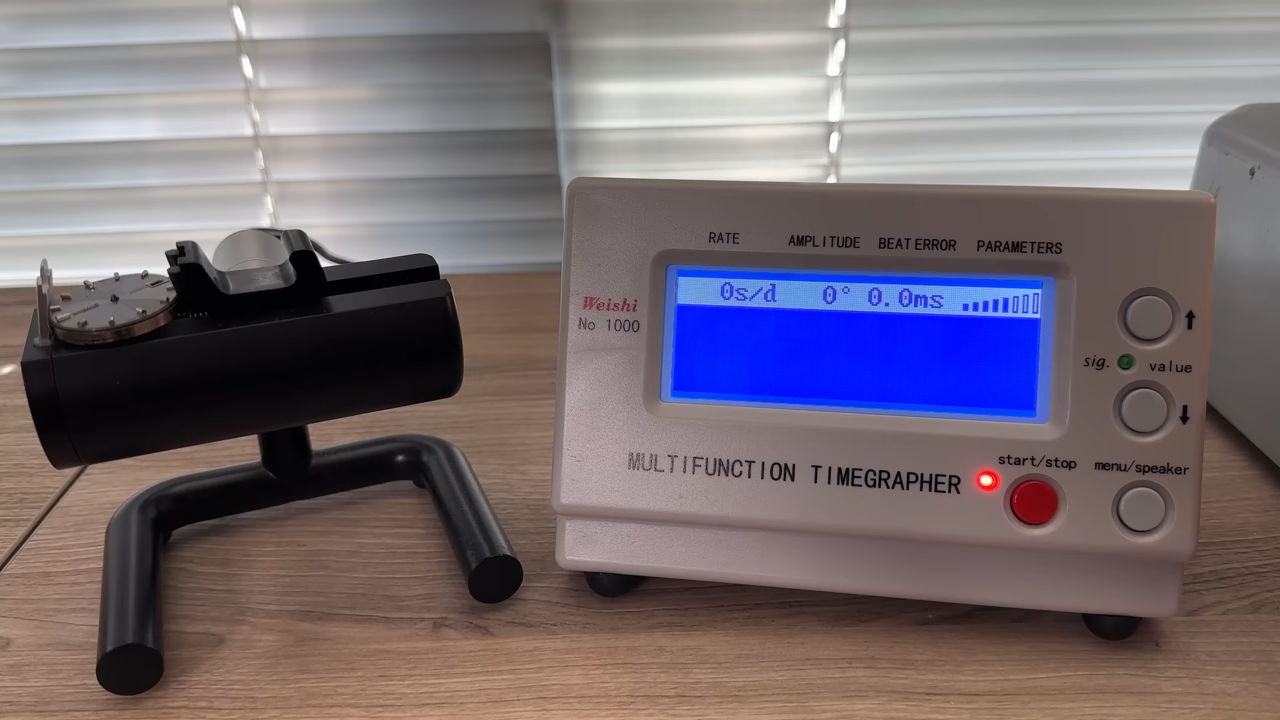 RATE AMPLITUDE BEAT ERROR PARAMETERS
0s/d 0° 0.0ms
Weishi
No 1000
sig. value
MULTIFUNCTION TIMEGRAPHER
start/stop menu/speaker